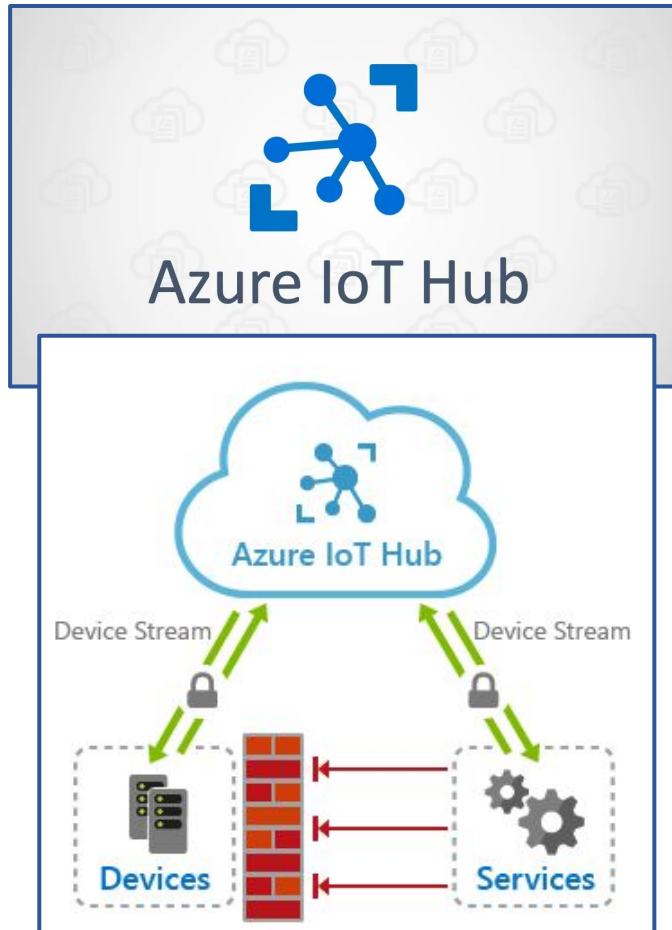 Azure IoT Hub
Azure IoT Hub
Device Stream
Device Stream
Devices
Services